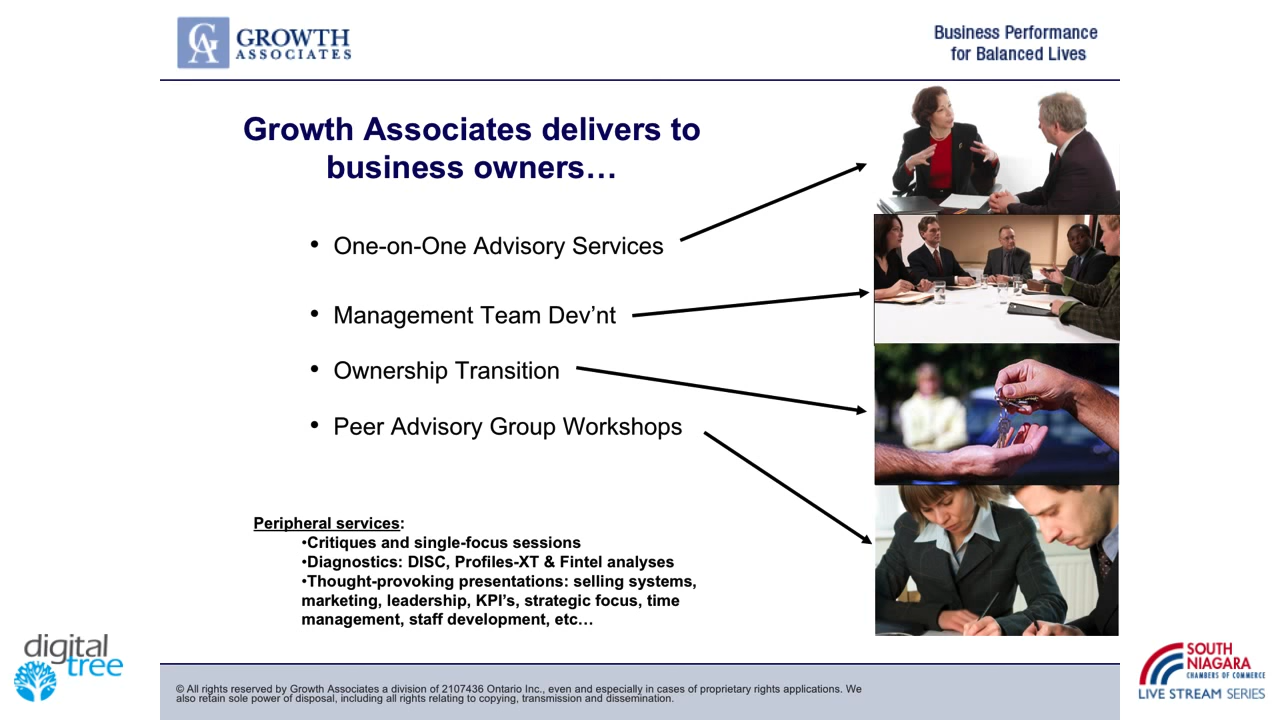 GA GROWTH
ASSOCIATES
Business Performance
for Balanced Lives
Growth Associates delivers to
business owners…
• One-on-One Advisory Services
• Management Team Dev’nt
• Ownership Transition
• Peer Advisory Group Workshops
Peripheral services:
•Critiques and single-focus sessions
•Diagnostics: DISC, Profiles-XT & Fintel analyses
•Thought-provoking presentations: selling systems,
marketing, leadership, KPI’s, strategic focus, time
management, staff development, etc…
digital
tree
© All rights reserved by Growth Associates a division of 2107436 Ontario Inc., even and especially in cases of proprietary rights applications. We
also retain sole power of disposal, including all rights relating to copying, transmission and dissemination.
SOUTH
NIAGARA
CHAMBERS OF COMMERCE
LIVE STREAM SERIES